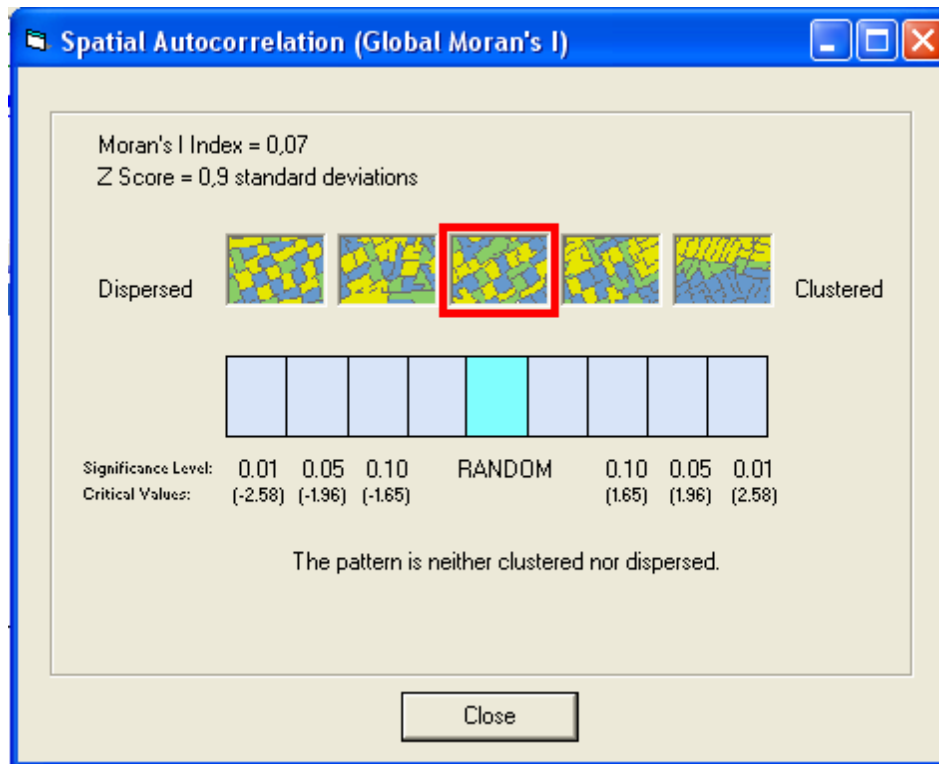 Spatial Autocorrelation (Global Moran's I)
Moran's I Index = 0,07
Z Score = 0,9 standard deviations
Dispersed
Clustered
Significance Level: 0.01 0.05 0.10 RANDOM 0.10 0.05 0.01
Critical Values: (-2.58) (-1.96) (-1.65) (1.65) (1.96) (2.58)
The pattern is neither clustered nor dispersed.
Close